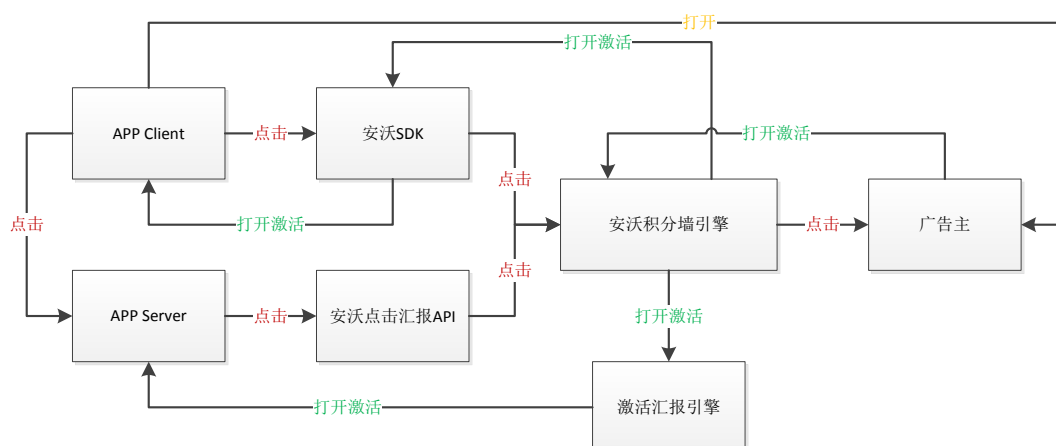 打开
打开激活
APP Client
点击
安沃SDK
打开激活
点击
点击
打开激活
安沃积分墙引擎
点击
广告主
点击
APP Server
点击
安沃点击汇报API
打开激活
打开激活
激活汇报引擎